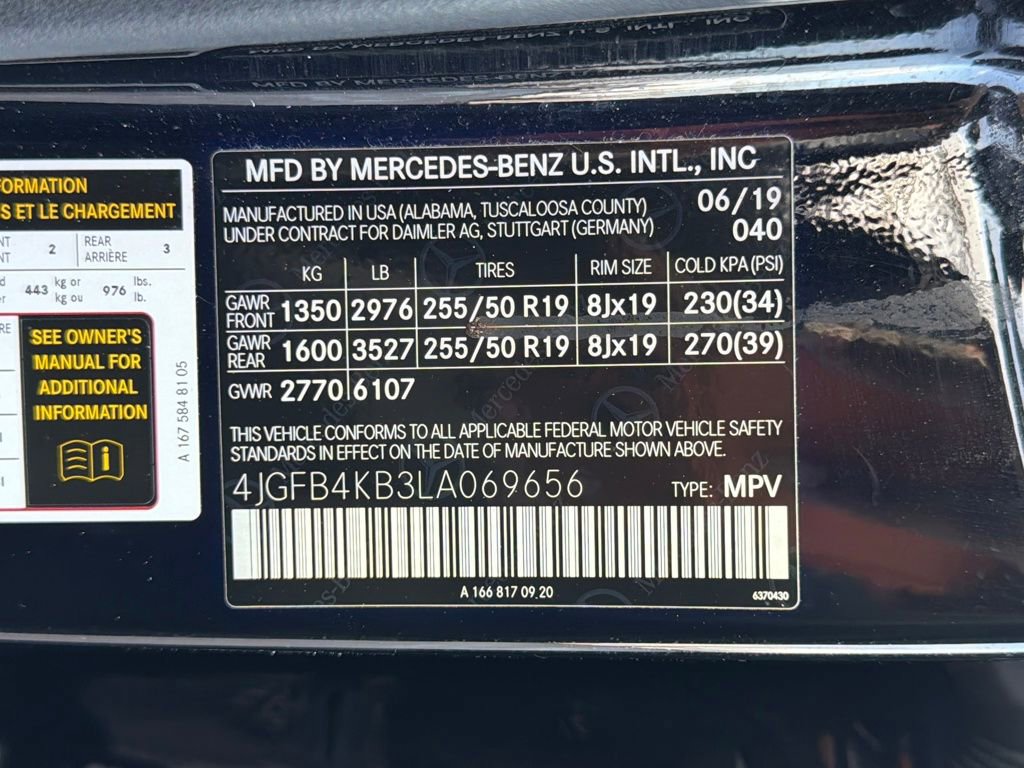 FORMATION
S ET LE CHARGEMENT
NT 2 REAR 3
NT ARRIÈRE
443 kg or 976 lbs.
kg ou lb.
SEE OWNER'S
MANUAL FOR
ADDITIONAL
INFORMATION
A 167 584 81 05
MFD BY MERCEDES-BENZ U.S. INTL., INC
MANUFACTURED IN USA (ALABAMA, TUSCALOOSA COUNTY) 06/19
UNDER CONTRACT FOR DAIMLER AG, STUTTGART (GERMANY) 040
KG LB TIRES RIM SIZE COLD KPA (PSI)
GAWR FRONT 1350 2976 255/50 R19 8Jx19 230(34)
GAWR REAR 1600 3527 255/50 R19 8Jx19 270(39)
GVWR 2770 6107
THIS VEHICLE CONFORMS TO ALL APPLICABLE FEDERAL MOTOR VEHICLE SAFETY
STANDARDS IN EFFECT ON THE DATE OF MANUFACTURE SHOWN ABOVE.
4JGFB4KB3LA069656 TYPE: MPV
A 166 817 09 20 6370430